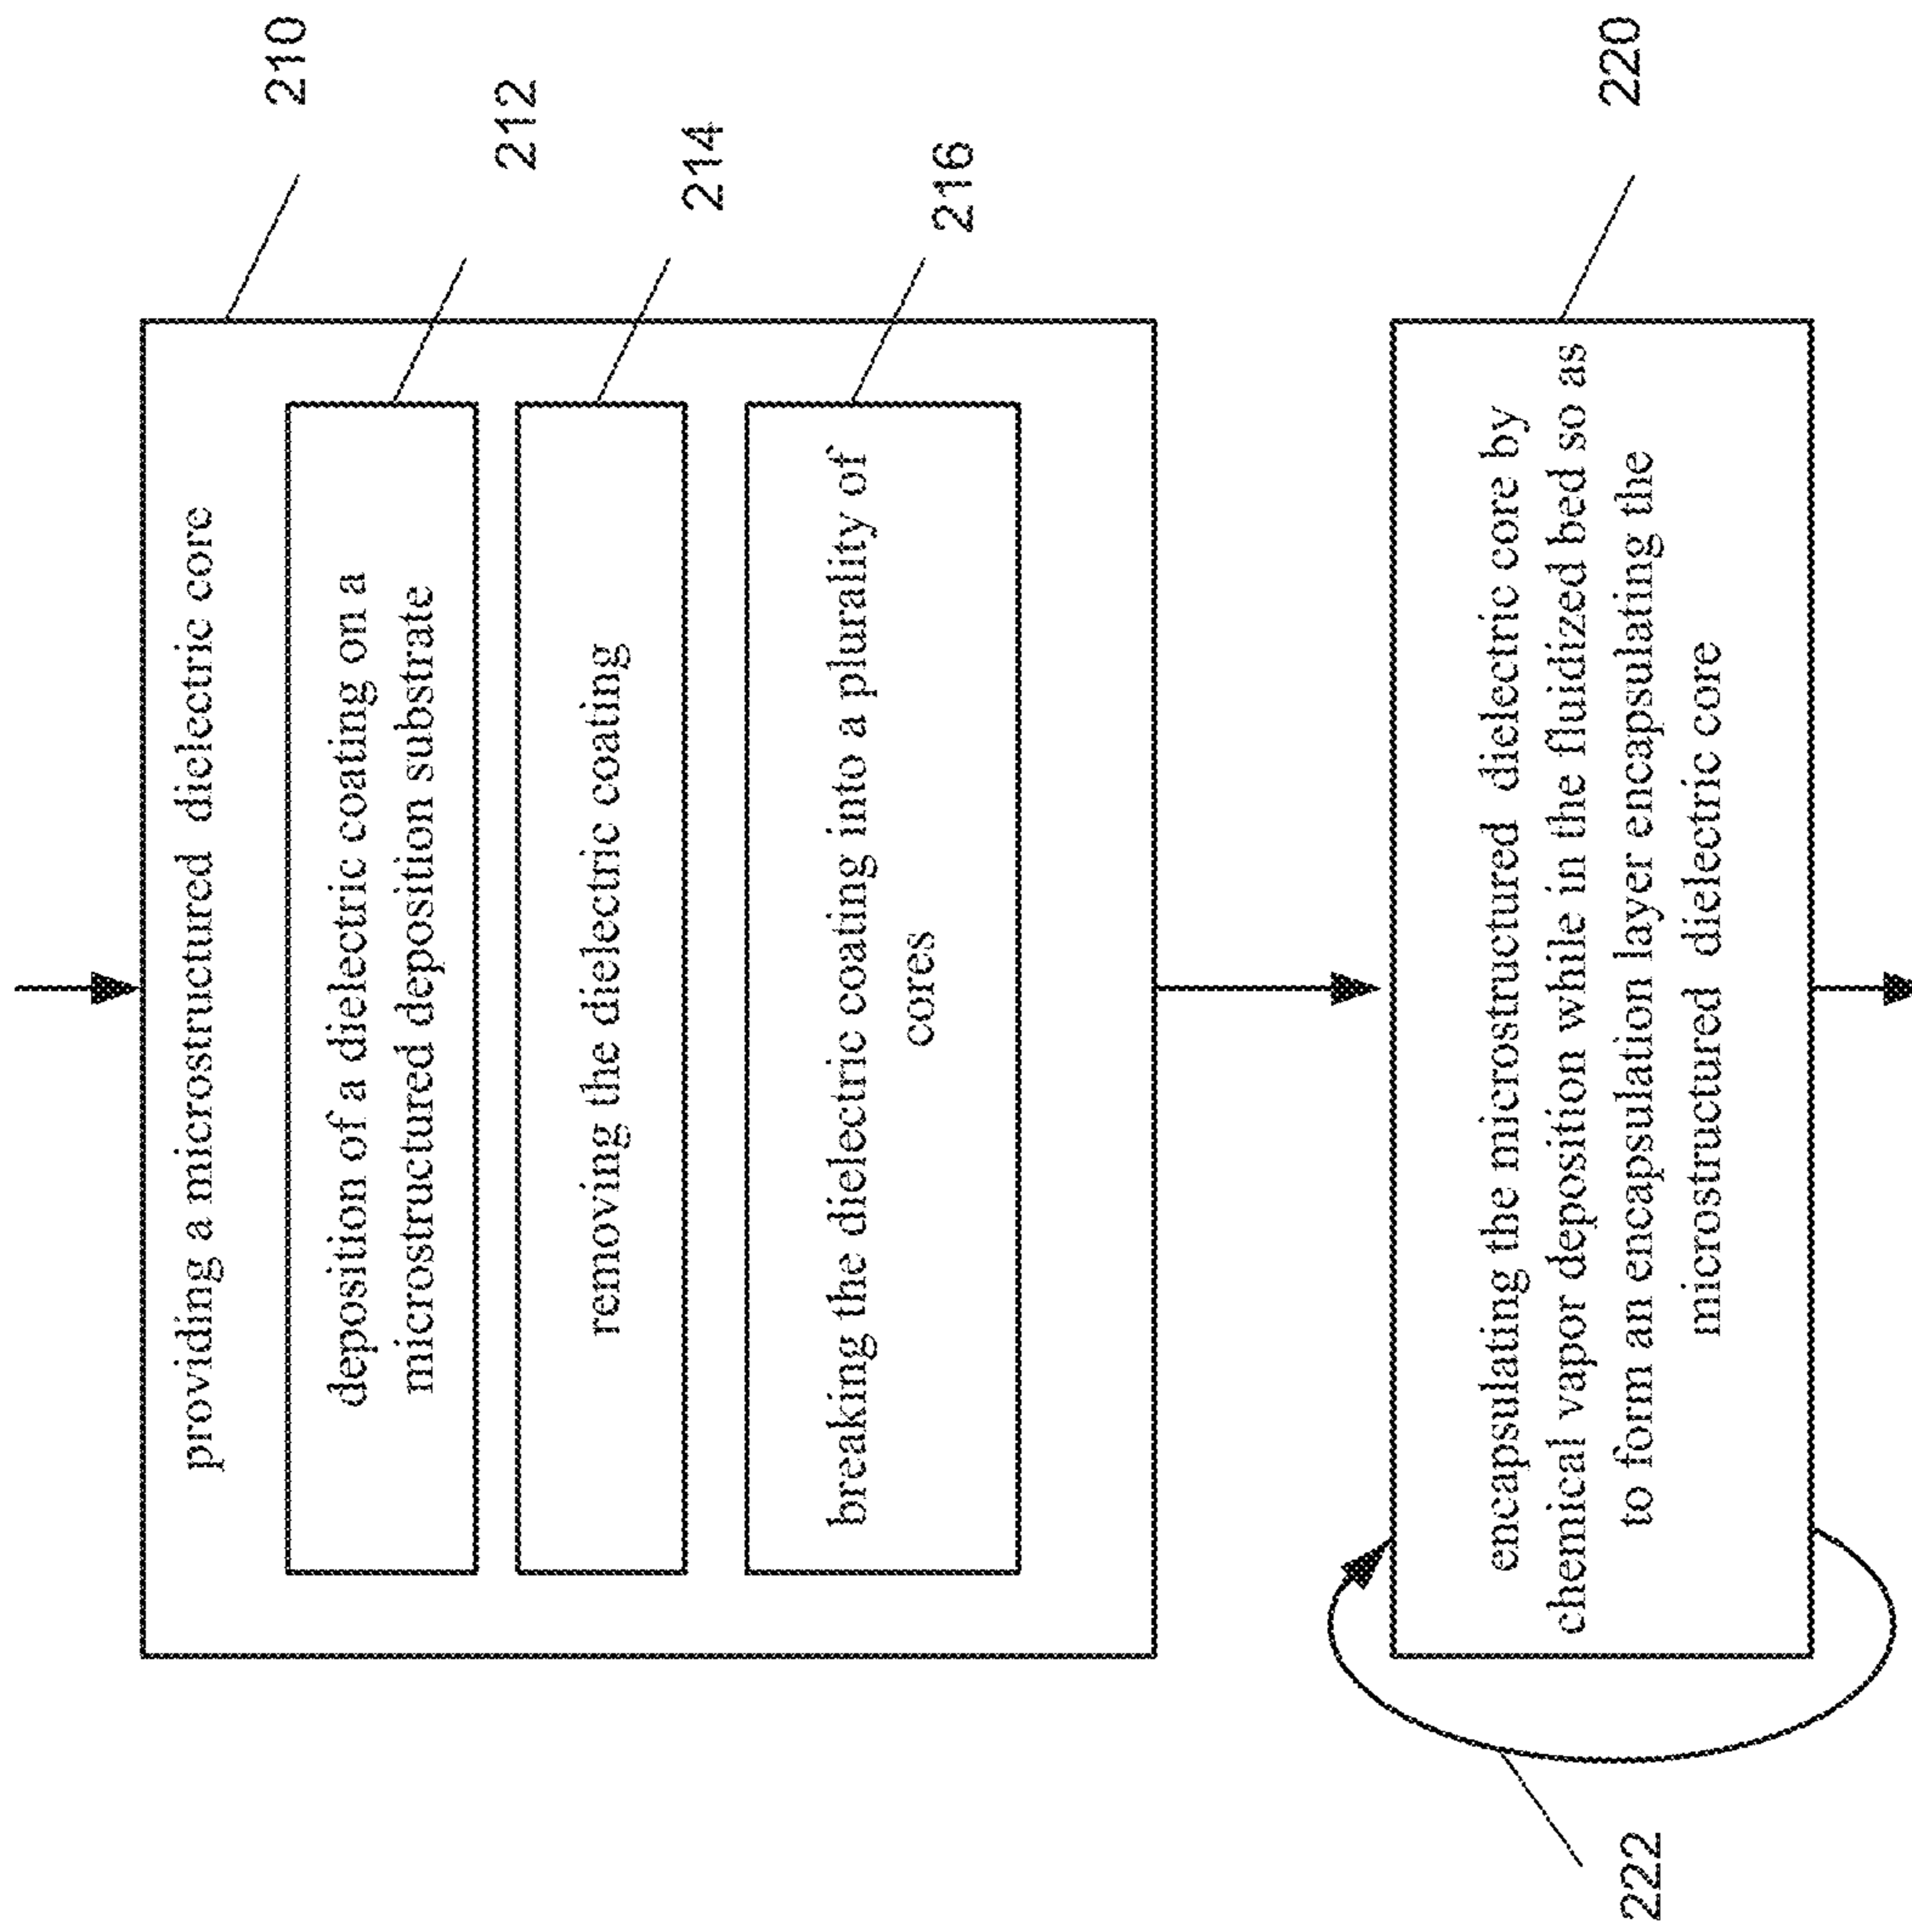 210
providing a microstructured dielectric core
212
deposition of a dielectric coating on a
microstructured deposition substrate
214
removing the dielectric coating
216
breaking the dielectric coating into a plurality of
cores
220
encapsulating the microstructured dielectric core by
chemical vapor deposition while in the fluidized bed so as
to form an encapsulation layer encapsulating the
microstructured dielectric core
222